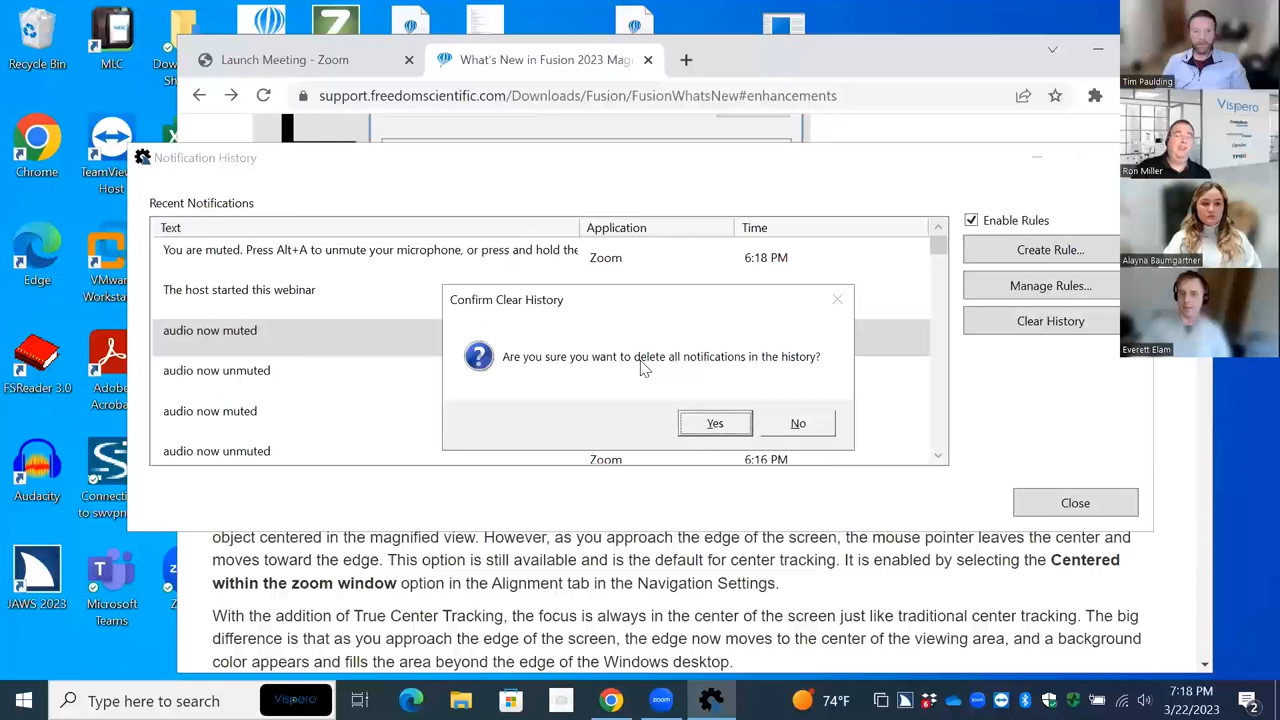 Recycle Bin
MLC
Launch Meeting - Zoom
What's New in Fusion 2023 Mag
support.freedom
.com/Downloads/Fusion/FusionWhatsNew#enhancements
Tim Paulding
Vispero
Ron Miller
Alayna Baumgartner
Everett Elam
Chrome
TeamView
Host
Edge
VMware
Worksta
FSReader 3.0
Adobe
Acroba
Audacity
Connecti
to swvpn
JAWS 2023
Microsoft
Teams
Notification History
Recent Notifications
Text
Application
Time
You are muted. Press Alt+A to unmute your microphone, or press and hold the
Zoom
6:18 PM
The host started this webinar
audio now muted
audio now unmuted
audio now muted
audio now unmuted
Zoom
6:16 PM
Enable Rules
Create Rule...
Manage Rules...
Clear History
Close
Confirm Clear History
Are you sure you want to delete all notifications in the history?
Yes
No
object centered in the magnified view. However, as you approach the edge of the screen, the mouse pointer leaves the center and
moves toward the edge. This option is still available and is the default for center tracking. It is enabled by selecting the Centered
within the zoom window option in the Alignment tab in the Navigation Settings.
With the addition of True Center Tracking, the focus is always in the center of the screen just like traditional center tracking. The big
difference is that as you approach the edge of the screen, the edge now moves to the center of the viewing area, and a background
color appears and fills the area beyond the edge of the Windows desktop.
Type here to search
Vispero
zoom
74°F
7:18 PM
3/22/2023
2